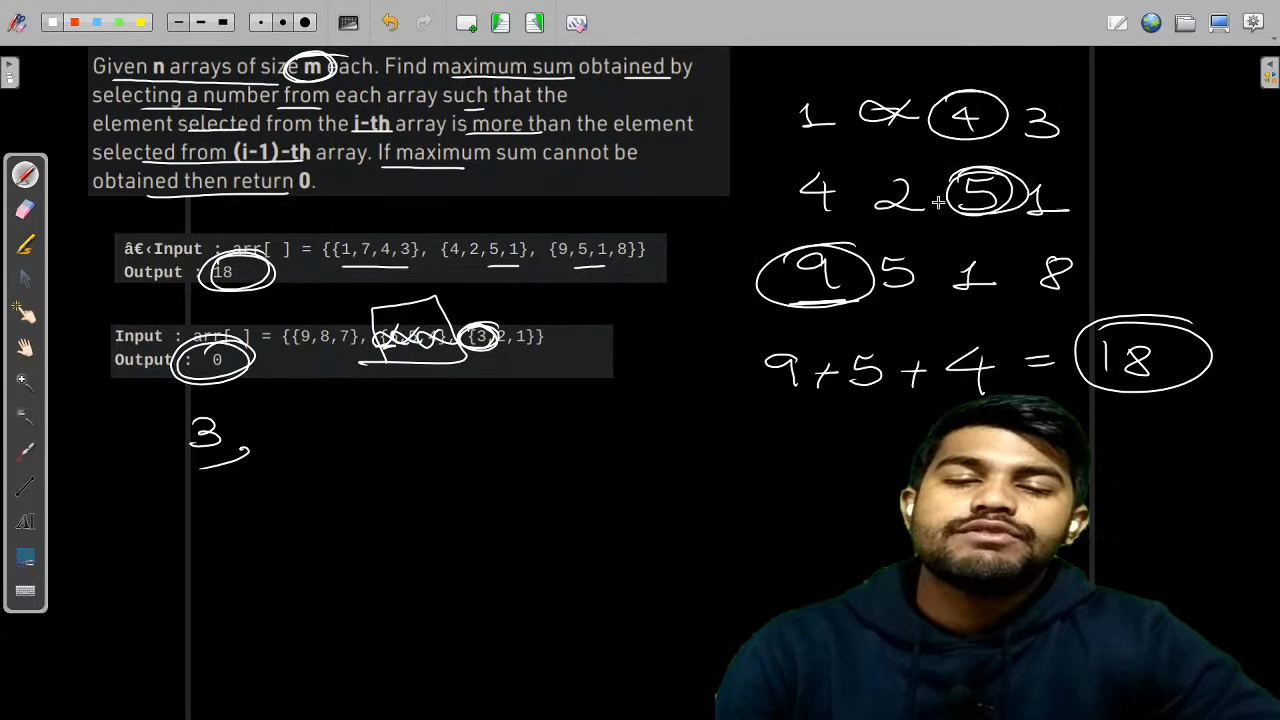 Given n arrays of size m each. Find maximum sum obtained by
selecting a number from each array such that the
element selected from the i-th array is more than the element
selected from (i-1)-th array. If maximum sum cannot be
obtained then return 0.
â€‹Input : arr[ ] = {{1,7,4,3}, {4,2,5,1}, {9,5,1,8}}
Output : 18
Input : arr[ ] = {{9,8,7}, {3,2,1}}
Output : 0
3,
1 4 3
4 2 5 1
9 5 1 8
9 + 5 + 4 = 18